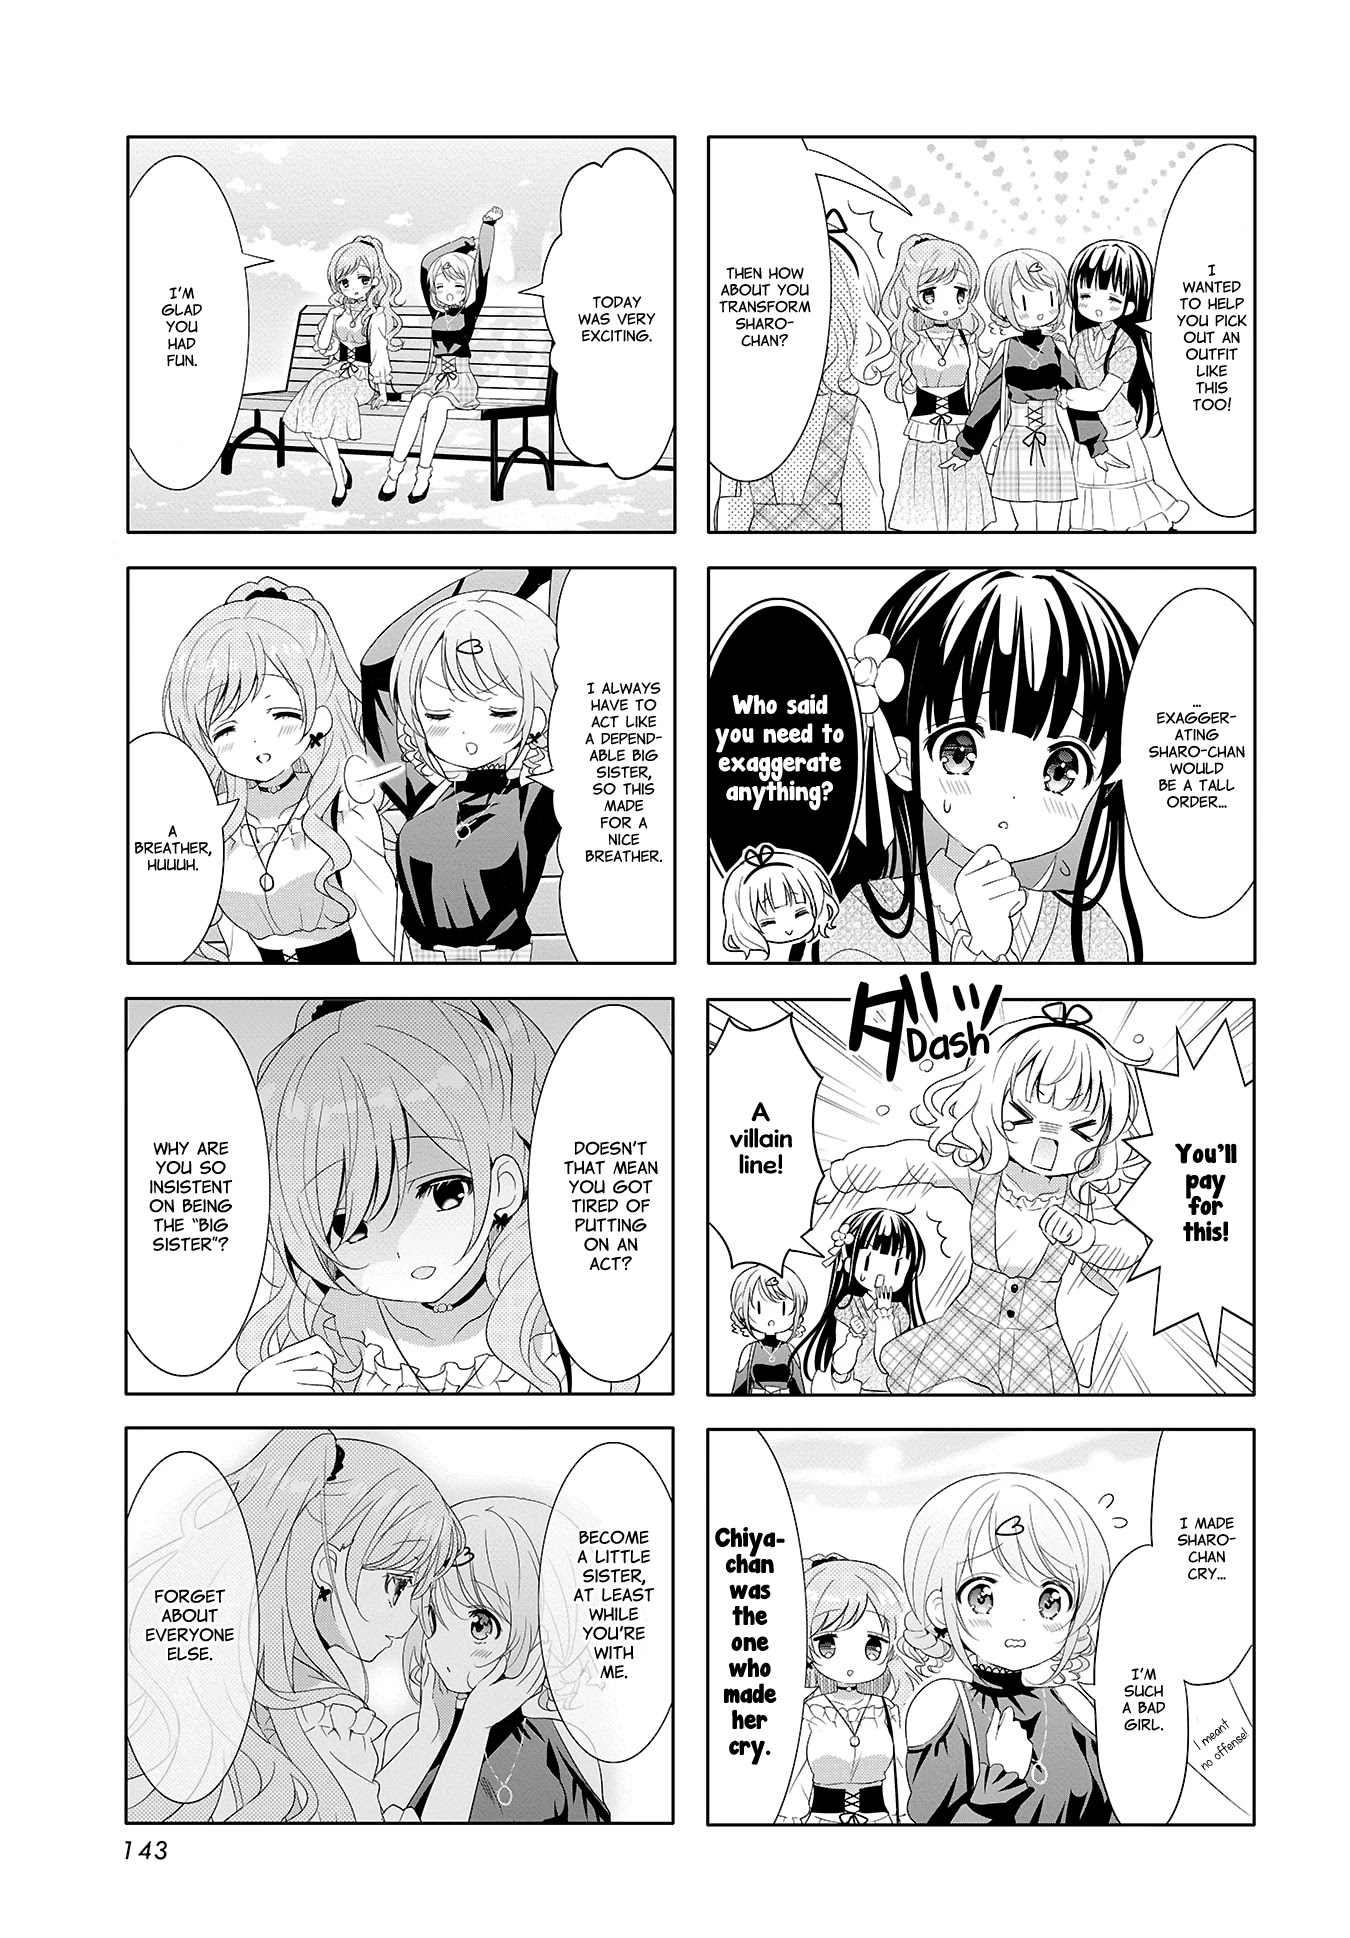 I
WANTED
TO HELP
YOU PICK
OUT AN
OUTFIT
LIKE
THIS
TOO!
THEN HOW
ABOUT YOU
TRANSFORM
SHARO-
CHAN?
...
EXAGGER-
ATING
SHARO-CHAN
WOULD
BE A TALL
ORDER...
Who said
you need to
exaggerate
anything?
ダッ
Dash
You'll
pay
for
this!
A
villain
line!
I MADE
SHARO-
CHAN
CRY...
I'M
SUCH
A BAD
GIRL.
I meant
no offense!
Chiya-
chan
was
the
one
who
made
her
cry.
TODAY
WAS VERY
EXCITING.
I'M
GLAD
YOU
HAD
FUN.
I ALWAYS
HAVE TO
ACT LIKE
A DEPEND-
ABLE BIG
SISTER,
SO THIS
MADE
FOR A
NICE
BREATHER.
A
BREATHER,
HUUUH.
DOESN'T
THAT MEAN
YOU GOT
TIRED OF
PUTTING
ON AN
ACT?
WHY ARE
YOU SO
INSISTENT
ON BEING
THE "BIG
SISTER"?
BECOME
A LITTLE
SISTER,
AT LEAST
WHILE
YOU'RE
WITH
ME.
FORGET
ABOUT
EVERYONE
ELSE.
143